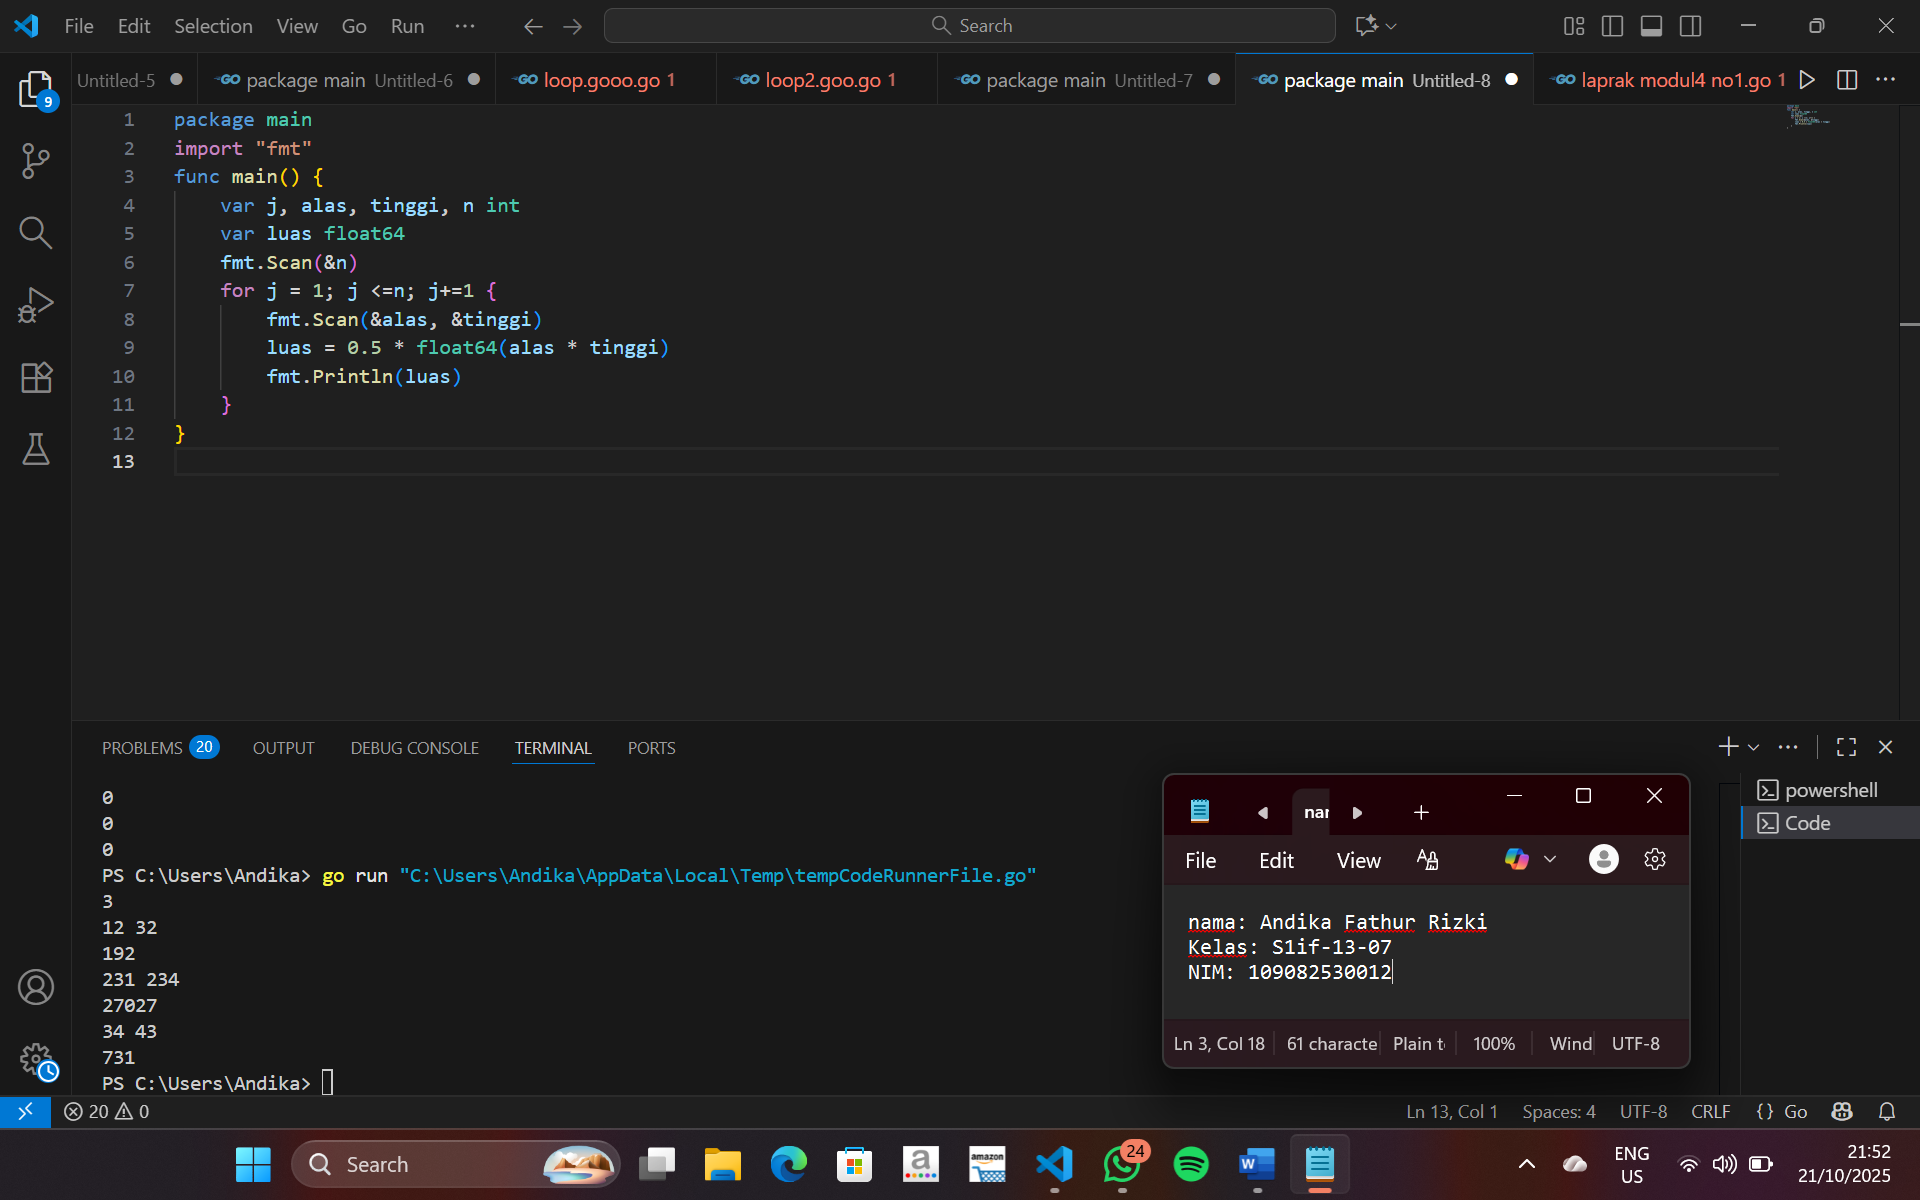 File Edit Selection View Go Run ··· Search
Untitled-5 package main Untitled-6 loop.gooo.go 1 loop2.goo.go 1 package main Untitled-7 package main Untitled-8 laprak modul4 no1.go 1
9
1 package main
2 import "fmt"
3 func main() {
4 var j, alas, tinggi, n int
5 var luas float64
6 fmt.Scan(&n)
7 for j = 1; j <=n; j+=1 {
8 fmt.Scan(&alas, &tinggi)
9 luas = 0.5 * float64(alas * tinggi)
10 fmt.Println(luas)
11 }
12 }
13
PROBLEMS 20 OUTPUT DEBUG CONSOLE TERMINAL PORTS
0
0
0
PS C:\Users\Andika> go run "C:\Users\Andika\AppData\Local\Temp\tempCodeRunnerFile.go"
3
12 32
192
231 234
27027
34 43
731
PS C:\Users\Andika>
powershell
Code
nar
File Edit View
nama: Andika Fathur Rizki
Kelas: S1if-13-07
NIM: 109082530012
Ln 3, Col 18 61 characte Plain t 100% Wind UTF-8
20 0 Ln 13, Col 1 Spaces: 4 UTF-8 CRLF {} Go
Search amazon 24 ENG 21:52
US 21/10/2025